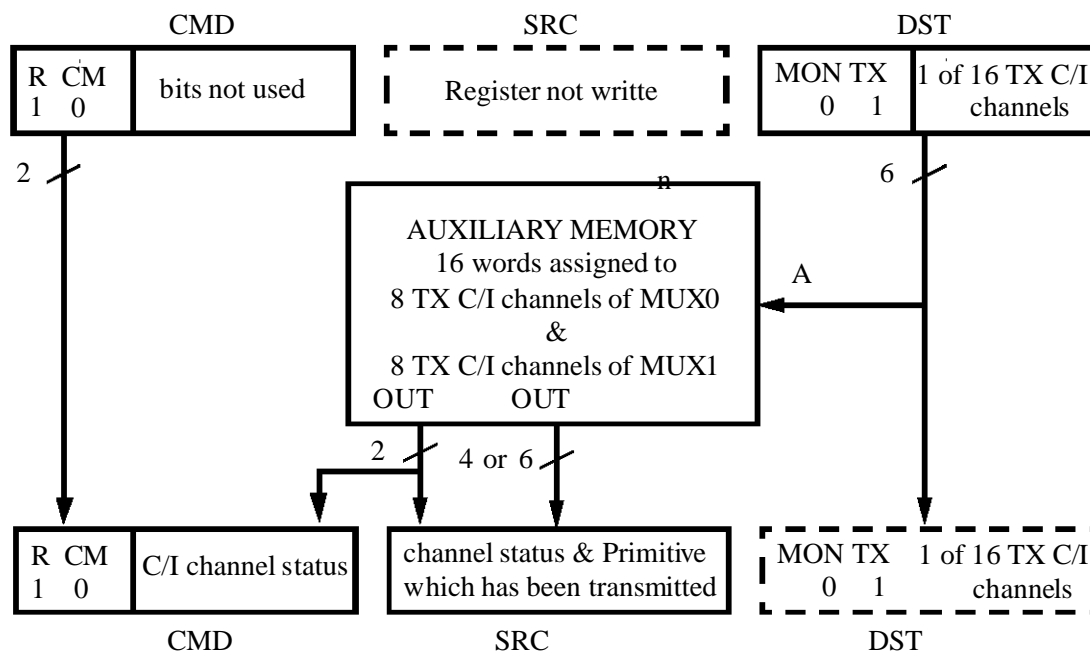 CMD
SRC
DST
R CM
1 0
bits not used
Register not writte
n
MON TX
0 1
1 of 16 TX C/I
channels
2
6
AUXILIARY MEMORY
16 words assigned to
8 TX C/I channels of MUX0
&
8 TX C/I channels of MUX1
OUT OUT
A
2
4 or 6
R CM
1 0
C/I channel status
channel status & Primitive
which has been transmitted
MON TX
0 1
1 of 16 TX C/I
channels
CMD
SRC
DST